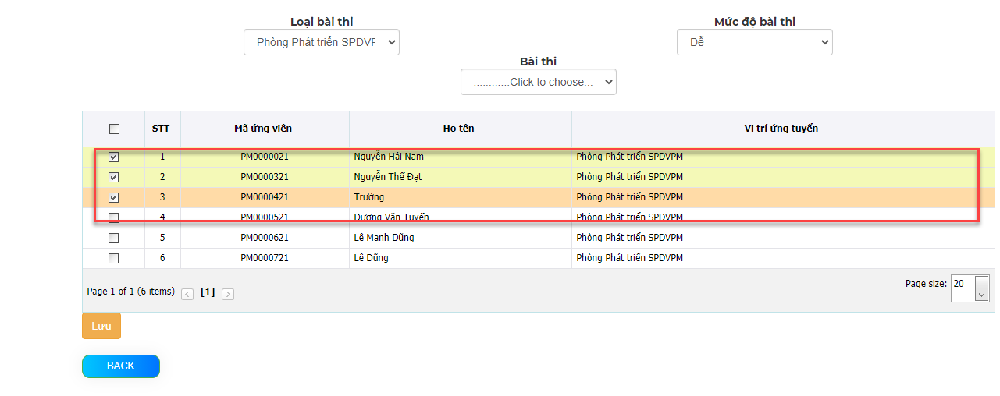 Loại bài thi
Mức độ bài thi
Phòng Phát triển SPDVF
Dễ
Bài thi
............Click to choose...
STT Mã ứng viên Họ tên Vị trí ứng tuyển
1 PM0000021 Nguyễn Hải Nam Phòng Phát triển SPDVPM
2 PM0000321 Nguyễn Thế Đạt Phòng Phát triển SPDVPM
3 PM0000421 Trường Phòng Phát triển SPDVPM
4 PM0000521 Dương Văn Tuyến Phòng Phát triển SPDVPM
5 PM0000621 Lê Mạnh Dũng Phòng Phát triển SPDVPM
6 PM0000721 Lê Dũng Phòng Phát triển SPDVPM
Page 1 of 1 (6 items) [1] Page size: 20
Lưu
BACK